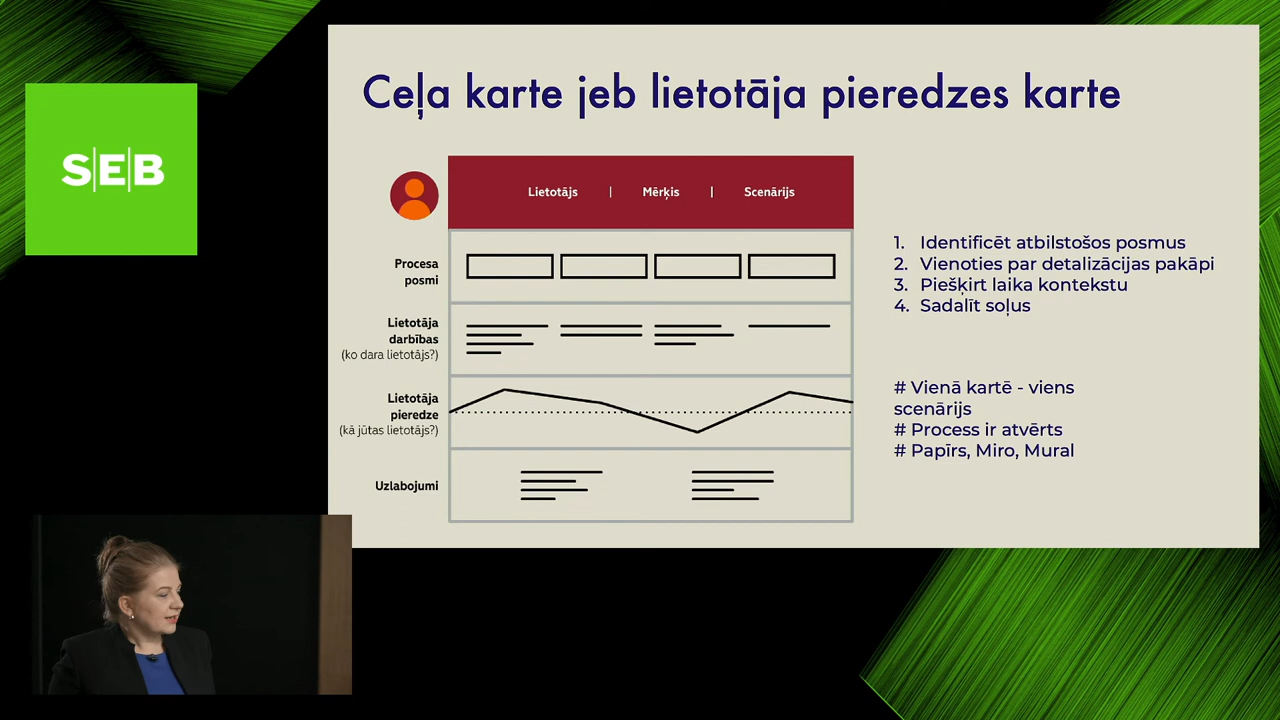 SEB
Ceļa karte jeb lietotāja pieredzes karte
Lietotājs | Mērķis | Scenārijs
Procesa
posmi
Lietotāja
darbības
(ko dara lietotājs?)
Lietotāja
pieredze
(kā jūtas lietotājs?)
Uzlabojumi
1. Identificēt atbilstošos posmus
2. Vienoties par detalizācijas pakāpi
3. Piešķirt laika kontekstu
4. Sadalīt soļus
# Vienā kartē - viens
scenārijs
# Process ir atvērts
# Papīrs, Miro, Mural